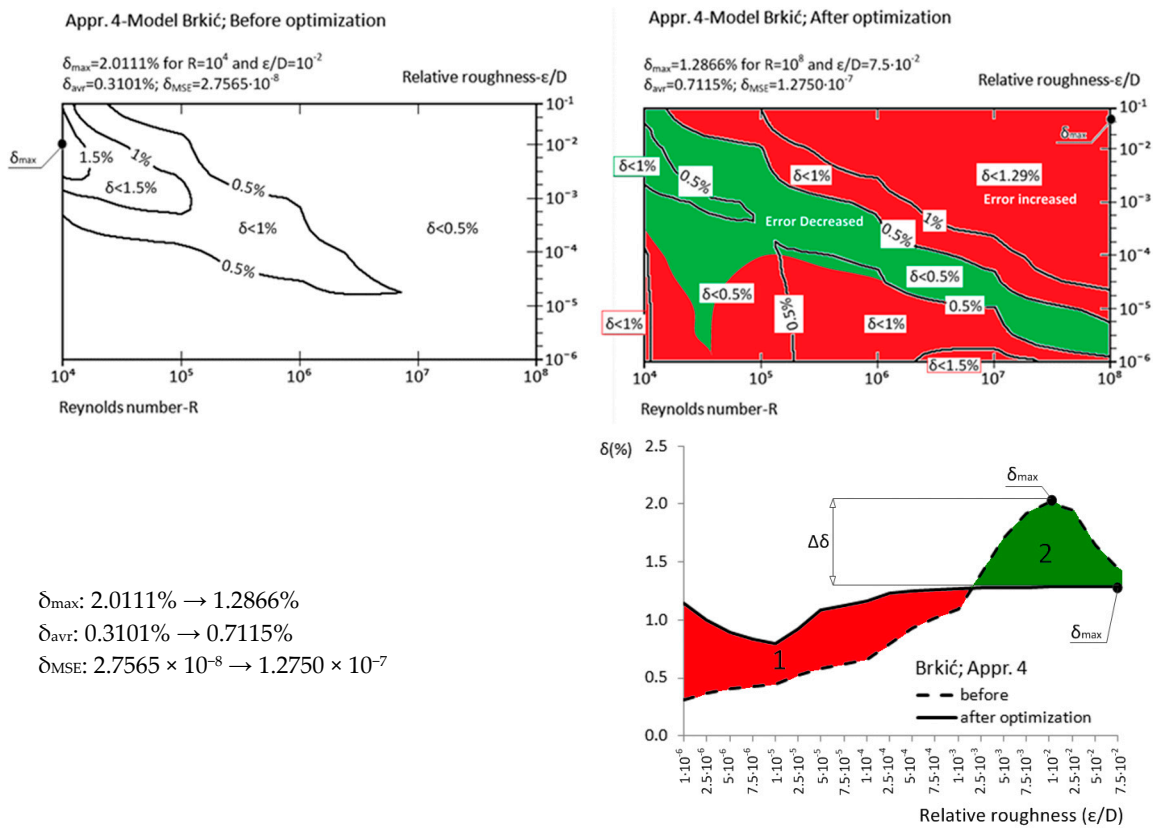 Appr. 4-Model Brkić; Before optimization
δmax=2.0111% for R=10⁴ and ε/D=10⁻²
δavr=0.3101%; δMSE=2.7565·10⁻⁸
Relative roughness-ε/D
δmax
1.5%
1%
δ<1.5%
0.5%
δ<1%
δ<0.5%
0.5%
10⁻¹
10⁻²
10⁻³
10⁻⁴
10⁻⁵
10⁻⁶
10⁴ 10⁵ 10⁶ 10⁷ 10⁸
Reynolds number-R
Appr. 4-Model Brkić; After optimization
δmax=1.2866% for R=10⁸ and ε/D=7.5·10⁻²
δavr=0.7115%; δMSE=1.2750·10⁻⁷
Relative roughness-ε/D
δmax
δ<1%
0.5%
δ<1%
δ<1.29%
Error increased
Error Decreased
0.5%
1%
δ<0.5%
δ<0.5%
0.5%
0.5%
δ<1%
δ<1%
δ<1.5%
10⁻¹
10⁻²
10⁻³
10⁻⁴
10⁻⁵
10⁻⁶
10⁴ 10⁵ 10⁶ 10⁷ 10⁸
Reynolds number-R
δmax: 2.0111% → 1.2866%
δavr: 0.3101% → 0.7115%
δMSE: 2.7565 × 10⁻⁸ → 1.2750 × 10⁻⁷
δ(%)
2.5
2.0
1.5
1.0
0.5
0.0
δmax
Δδ
2
1
δmax
Brkić; Appr. 4
before
after optimization
1·10⁻⁶
2.5·10⁻⁶
5·10⁻⁶
7.5·10⁻⁶
1·10⁻⁵
2.5·10⁻⁵
5·10⁻⁵
7.5·10⁻⁵
1·10⁻⁴
2.5·10⁻⁴
5·10⁻⁴
7.5·10⁻⁴
1·10⁻³
2.5·10⁻³
5·10⁻³
7.5·10⁻³
1·10⁻²
2.5·10⁻²
5·10⁻²
7.5·10⁻²
Relative roughness (ε/D)